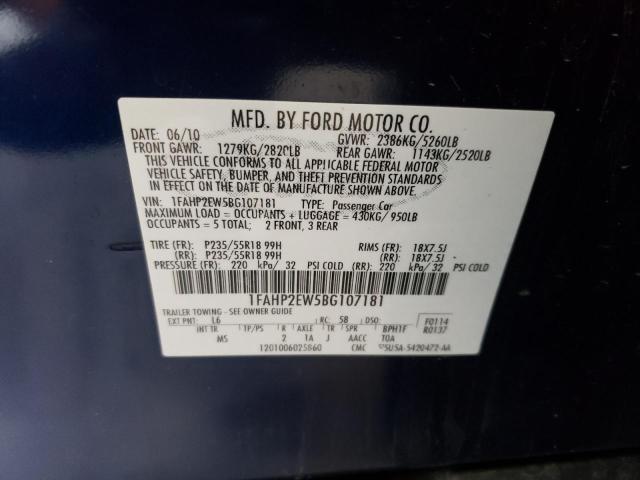 MFD. BY FORD MOTOR CO.
DATE: 06/10 GVWR: 2386KG/5260LB
FRONT GAWR: 1279KG/2820LB REAR GAWR: 1143KG/2520LB
THIS VEHICLE CONFORMS TO ALL APPLICABLE FEDERAL MOTOR
VEHICLE SAFETY, BUMPER, AND THEFT PREVENTION STANDARDS
IN EFFECT ON THE DATE OF MANUFACTURE SHOWN ABOVE.
VIN: 1FAHP2EW5BG107181 TYPE: Passenger Car
MAXIMUM LOAD = OCCUPANTS + LUGGAGE = 430KG/950LB
OCCUPANTS = 5 TOTAL; 2 FRONT, 3 REAR
TIRE (FR): P235/55R18 99H RIMS (FR): 18X7.5J
(RR): P235/55R18 99H (RR): 18X7.5J
PRESSURE (FR): 220 kPa/ 32 PSI COLD (RR): 220 kPa/ 32 PSI COLD
1FAHP2EW5BG107181
TRAILER TOWING - SEE OWNER GUIDE
EXT PNT: L6 RC: 58 DSO: F0114
INT TR TP/PS R AXLE TR SPR BPH1F R0137
MS 2 1A J AACC TOA
1201006025860 CMC 5U5A-5420472-AA